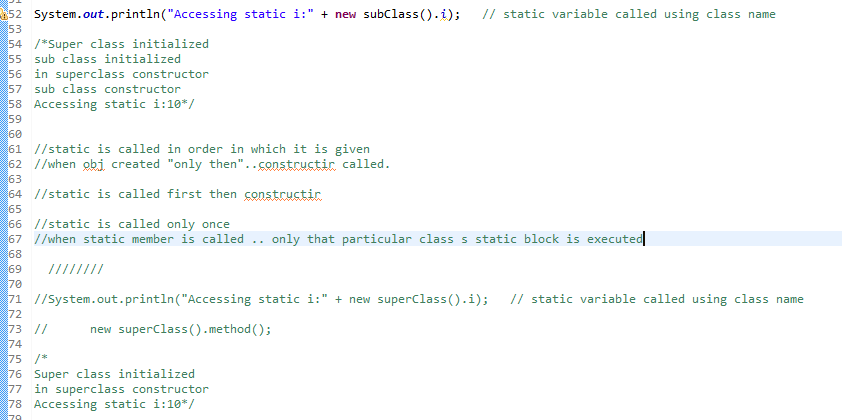 52 System.out.println("Accessing static i:" + new subClass().i);   // static variable called using class name
53
54 /*Super class initialized
55 sub class initialized
56 in superclass constructor
57 sub class constructor
58 Accessing static i:10*/
59
60
61 //static is called in order in which it is given
62 //when obj created "only then"..constructir called.
63
64 //static is called first then constructir
65
66 //static is called only once
67 //when static member is called .. only that particular class s static block is executed
68
69   ////////
70
71 //System.out.println("Accessing static i:" + new superClass().i);   // static variable called using class name
72
73 //      new superClass().method();
74
75 /*
76 Super class initialized
77 in superclass constructor
78 Accessing static i:10*/